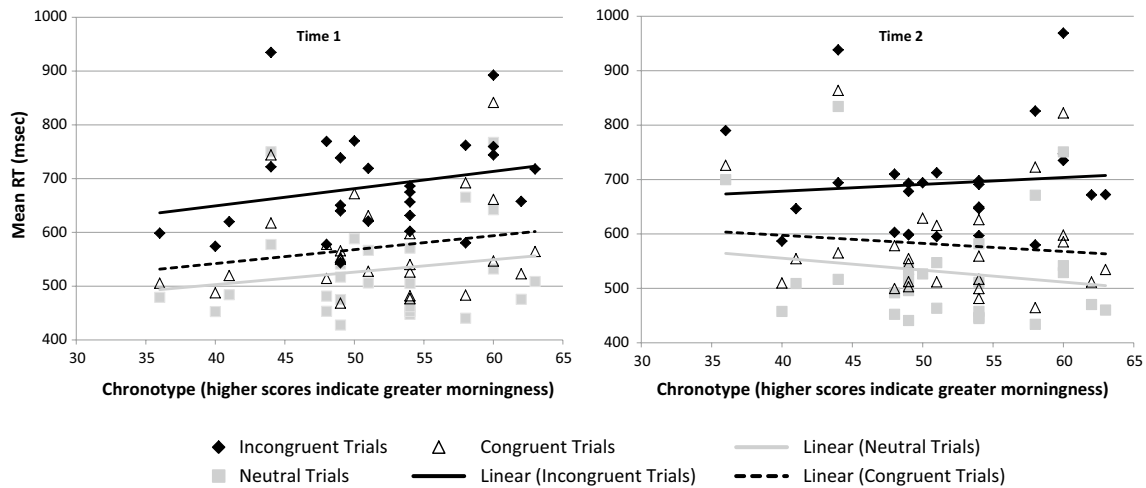 Time 1
Mean RT (msec)
1000
900
800
700
600
500
400
30 35 40 45 50 55 60 65
Chronotype (higher scores indicate greater morningness)
Time 2
1000
900
800
700
600
500
400
30 35 40 45 50 55 60 65
Chronotype (higher scores indicate greater morningness)
Incongruent Trials Congruent Trials Linear (Neutral Trials)
Neutral Trials Linear (Incongruent Trials) Linear (Congruent Trials)